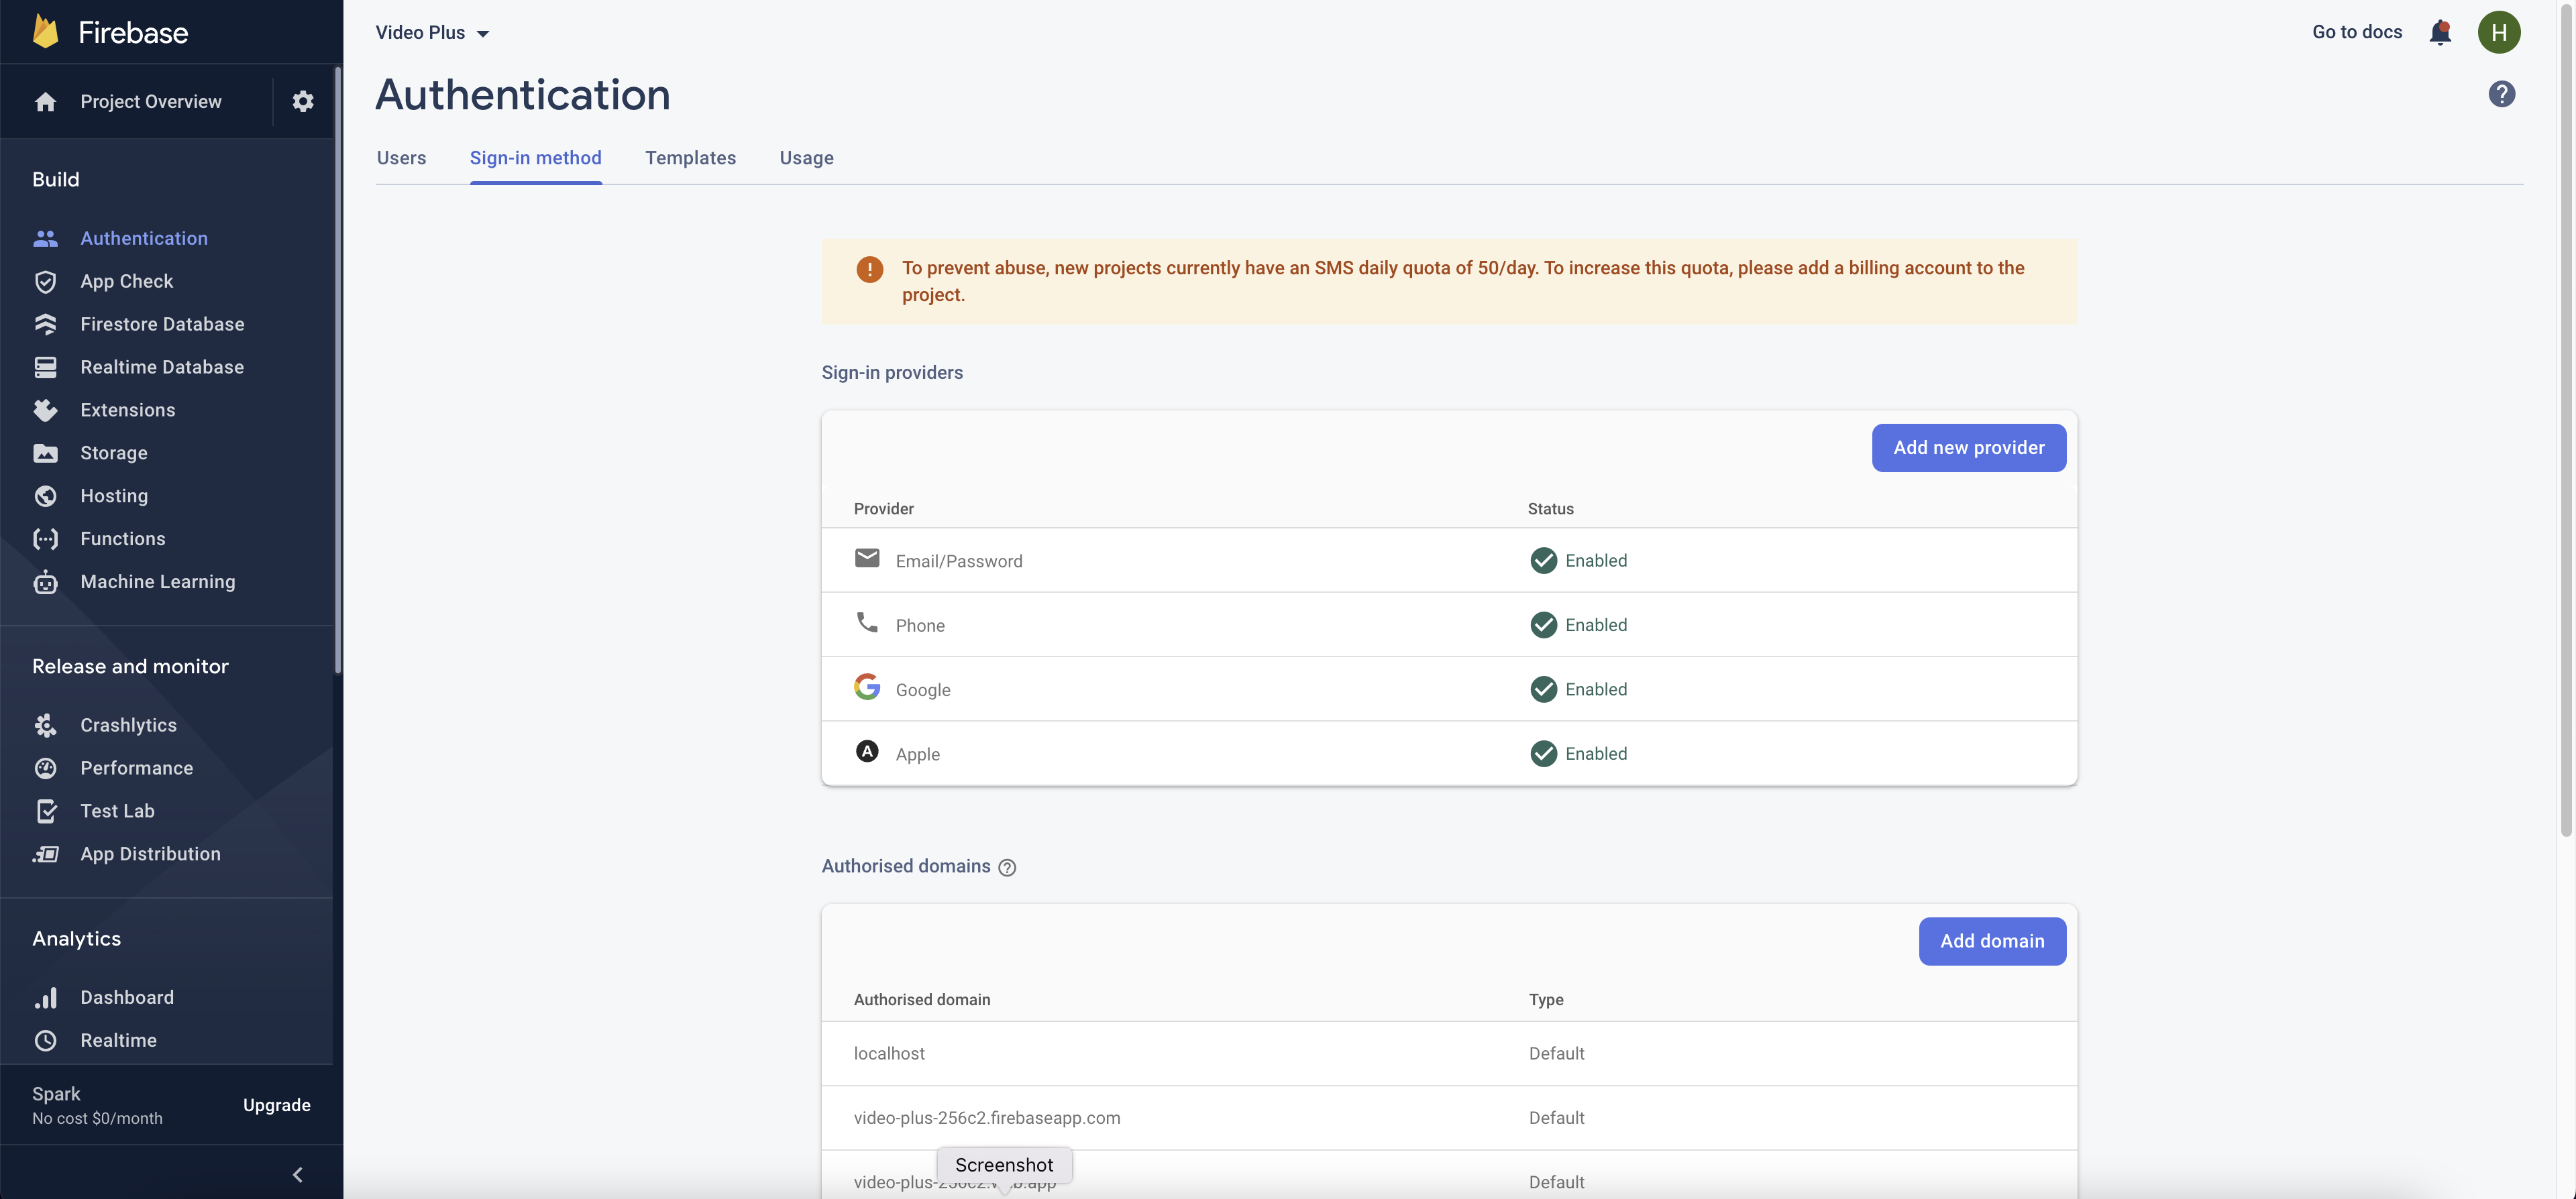 Firebase
Project Overview
Build
Authentication
App Check
Firestore Database
Realtime Database
Extensions
Storage
Hosting
Functions
Machine Learning
Release and monitor
Crashlytics
Performance
Test Lab
App Distribution
Analytics
Dashboard
Realtime
Spark
No cost $0/month
Upgrade
Video Plus
Go to docs
H
Authentication
Users
Sign-in method
Templates
Usage
To prevent abuse, new projects currently have an SMS daily quota of 50/day. To increase this quota, please add a billing account to the
project.
Sign-in providers
Add new provider
Provider Status
Email/Password Enabled
Phone Enabled
Google Enabled
Apple Enabled
Authorised domains
Add domain
Authorised domain Type
localhost Default
video-plus-256c2.firebaseapp.com Default
Screenshot
Default